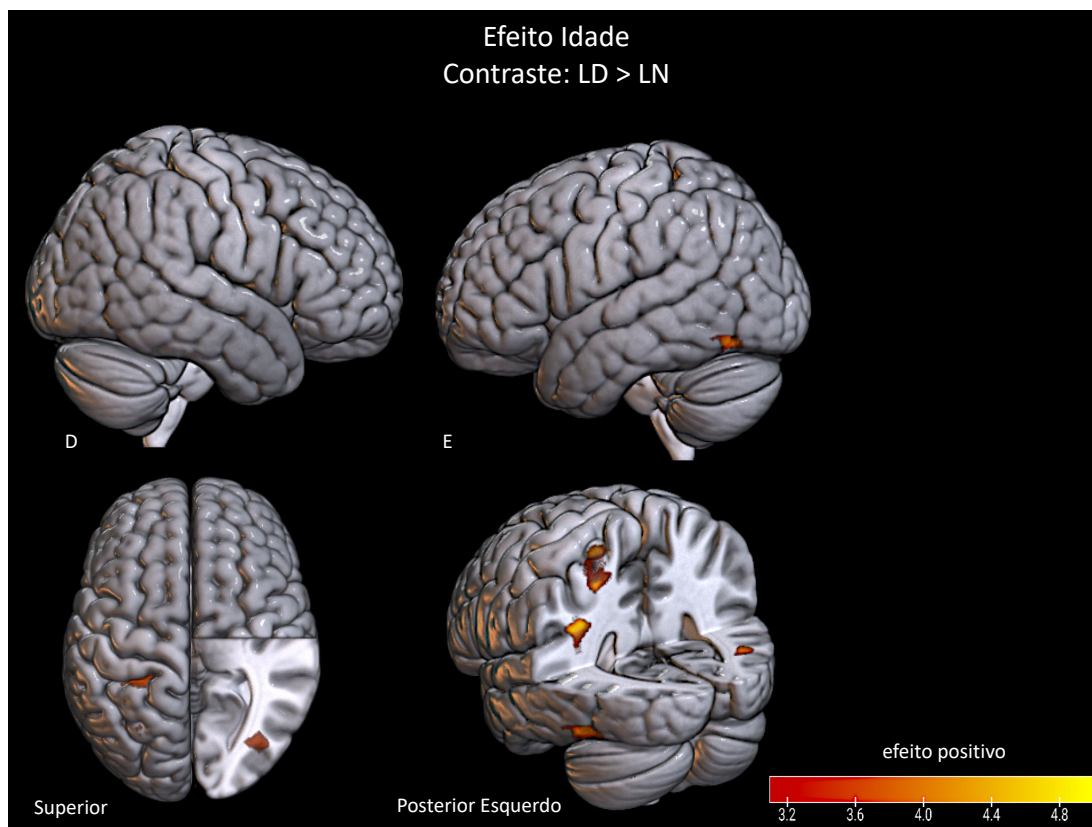 Efeito Idade
Contraste: LD > LN
D
E
Superior
Posterior Esquerdo
efeito positivo
3.2 3.6 4.0 4.4 4.8